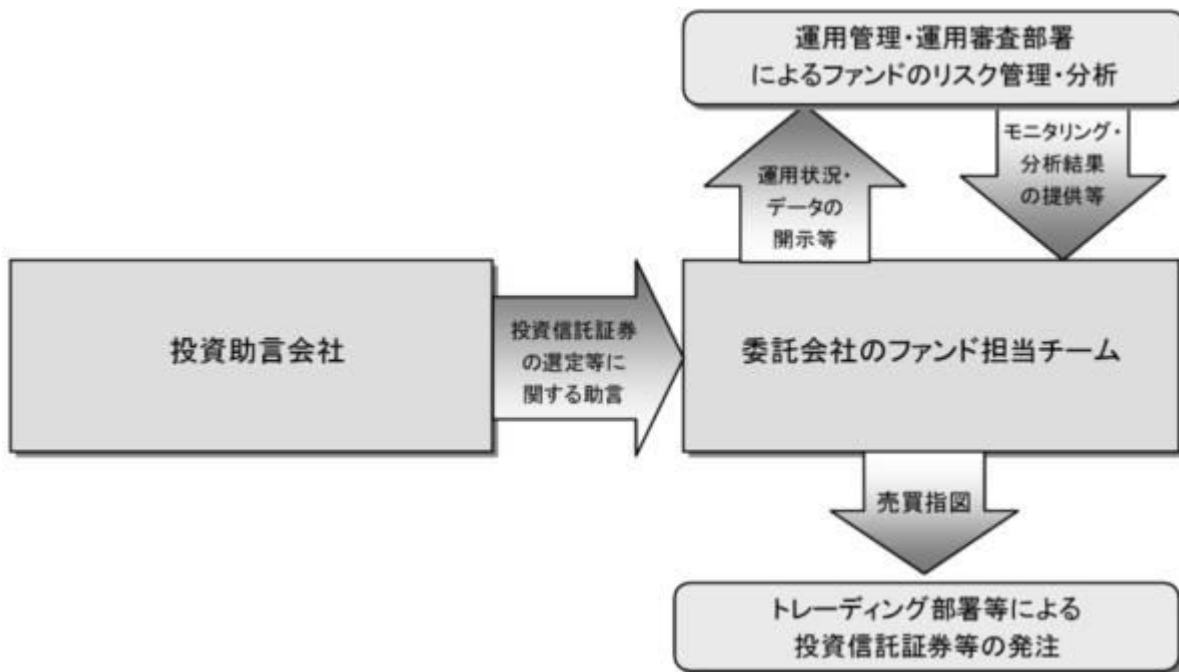 運用管理・運用審査部署
によるファンドのリスク管理・分析
運用状況・
データの
開示等
モニタリング・
分析結果
の提供等
投資助言会社
投資信託証券
の選定等に
関する助言
委託会社のファンド担当チーム
売買指図
トレーディング部署等による
投資信託証券等の発注